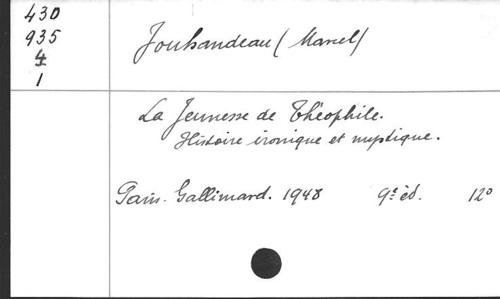 430
935
4
1
Jouhandeau (Marcel)
La Jeunesse de Théophile.
Histoire ironique et mystique.
Paris. Gallimard. 1948 9e éd. 12º